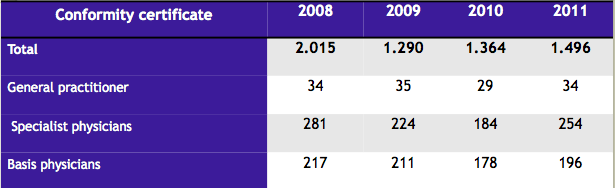 Conformity certificate 2008 2009 2010 2011
Total 2.015 1.290 1.364 1.496
General practitioner 34 35 29 34
Specialist physicians 281 224 184 254
Basis physicians 217 211 178 196